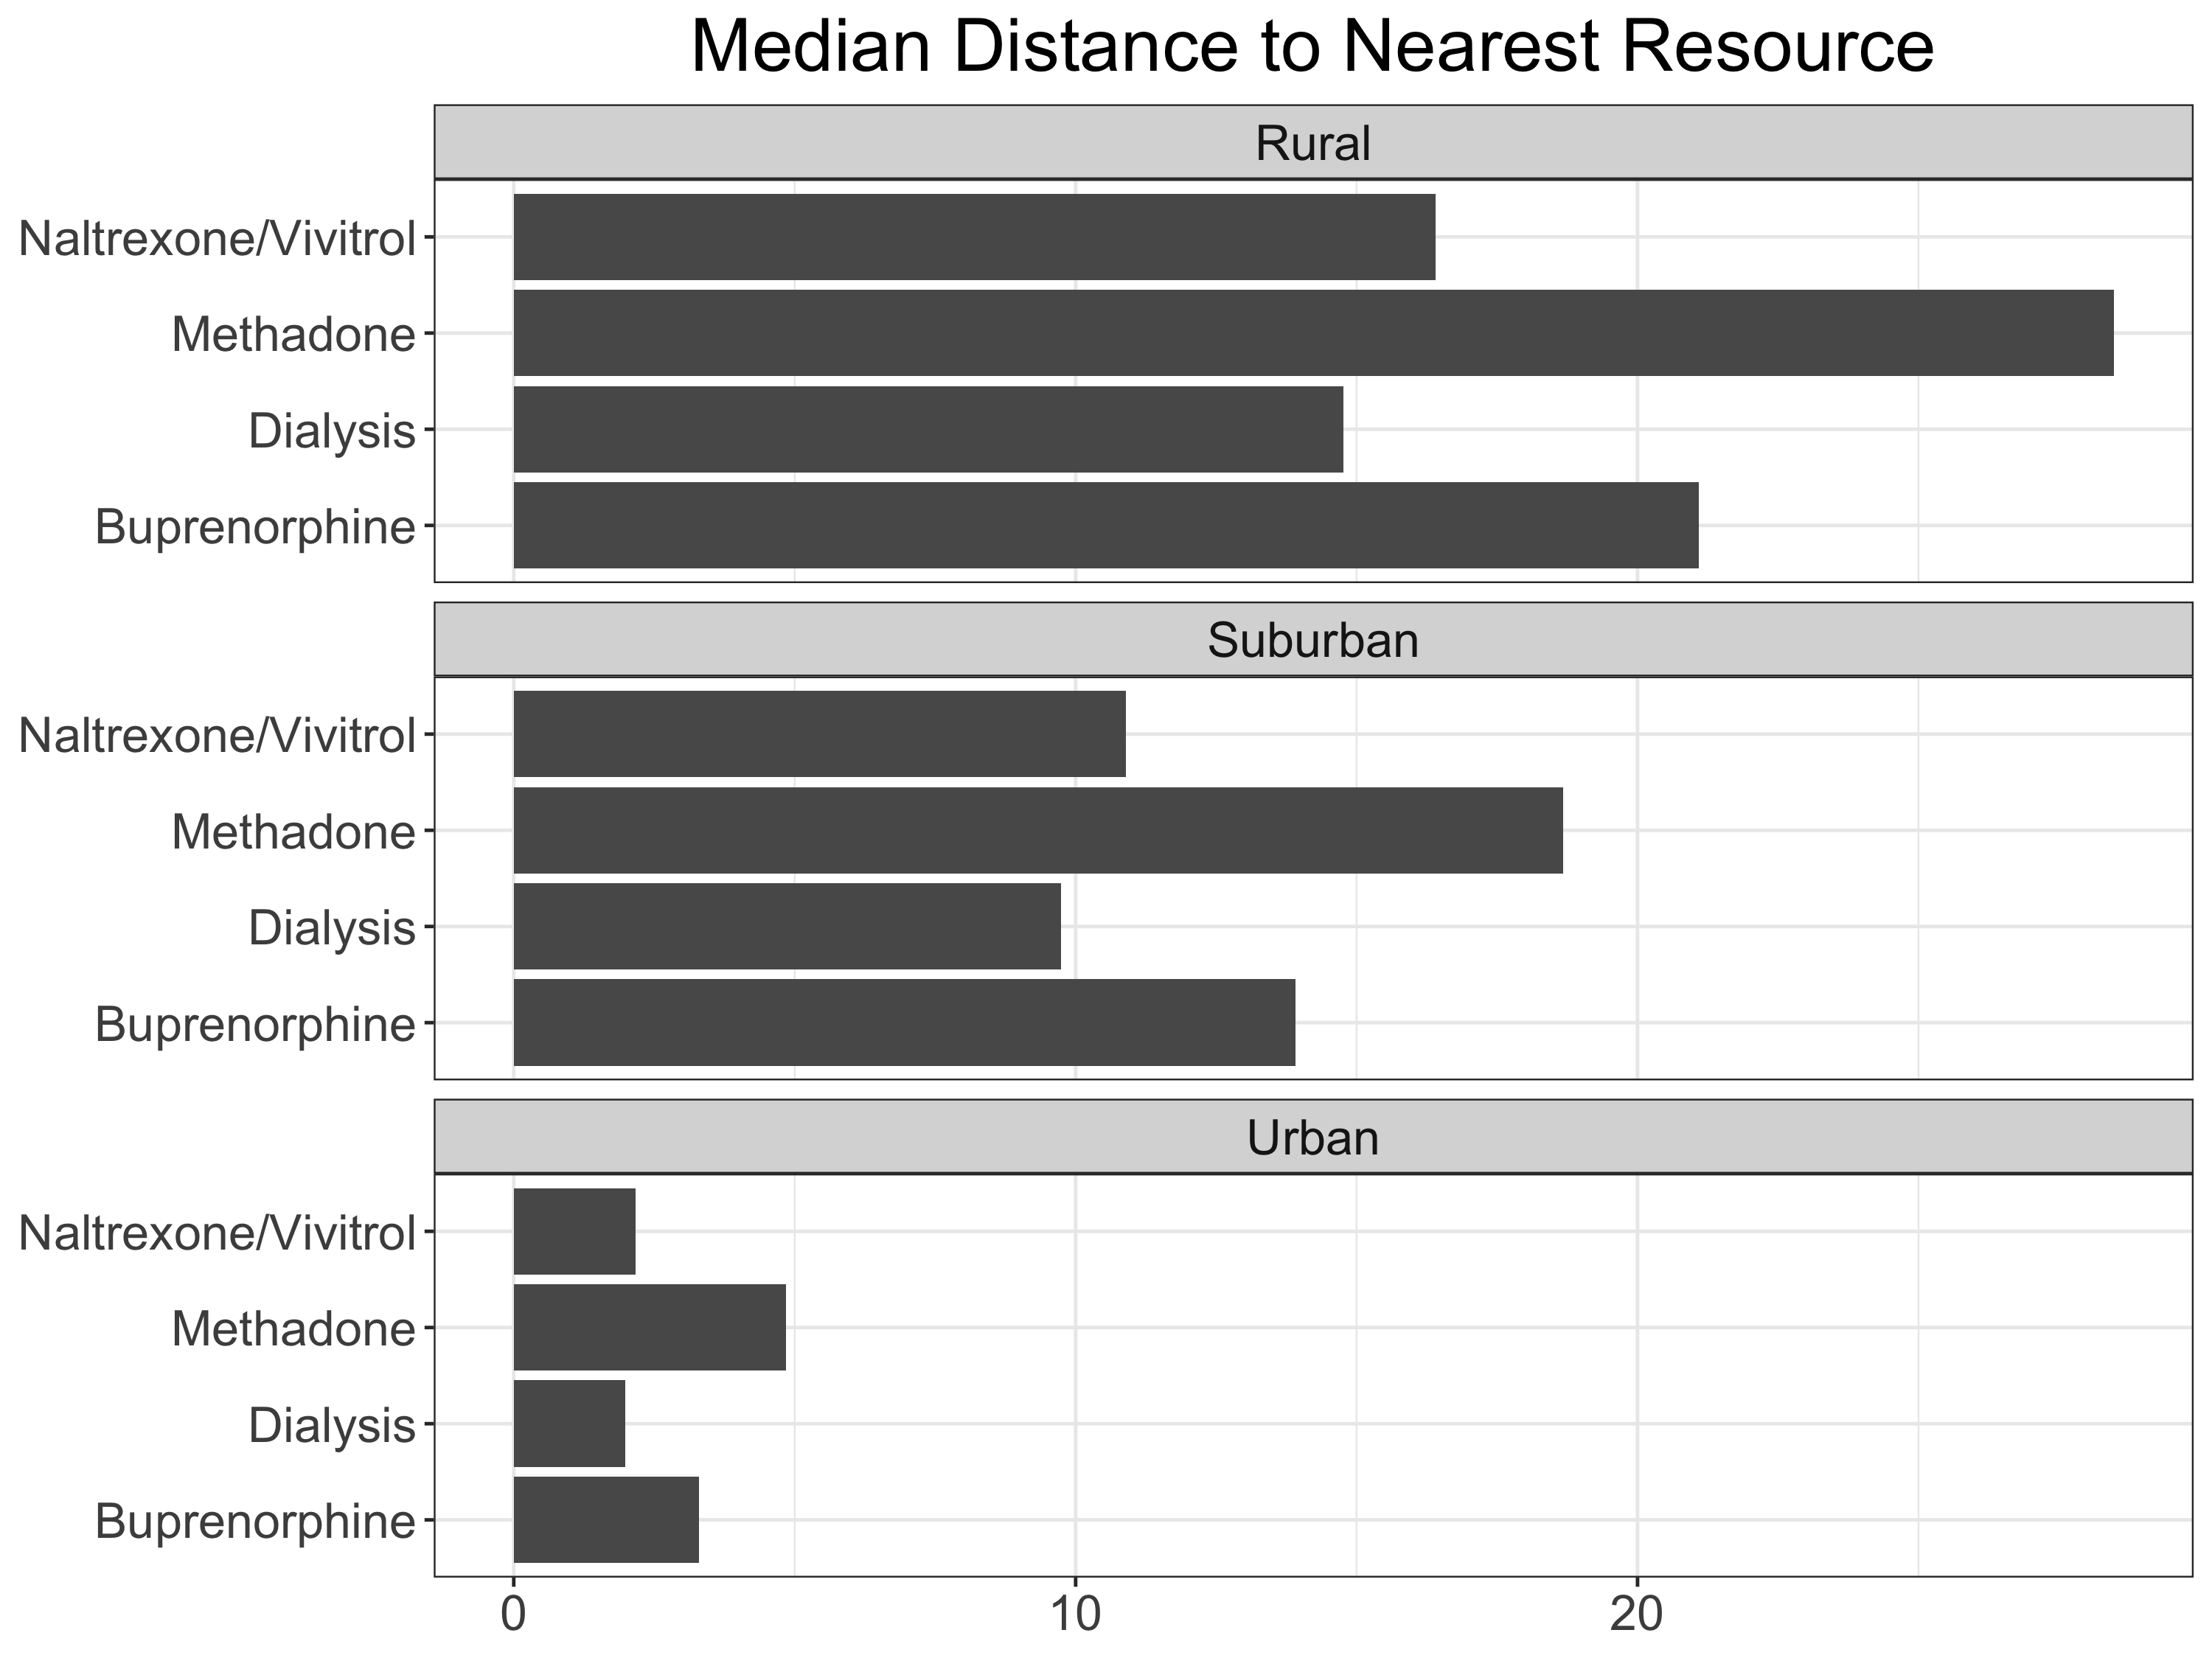 Median Distance to Nearest Resource
Rural
Naltrexone/Vivitrol
Methadone
Dialysis
Buprenorphine
Suburban
Naltrexone/Vivitrol
Methadone
Dialysis
Buprenorphine
Urban
Naltrexone/Vivitrol
Methadone
Dialysis
Buprenorphine
0 10 20